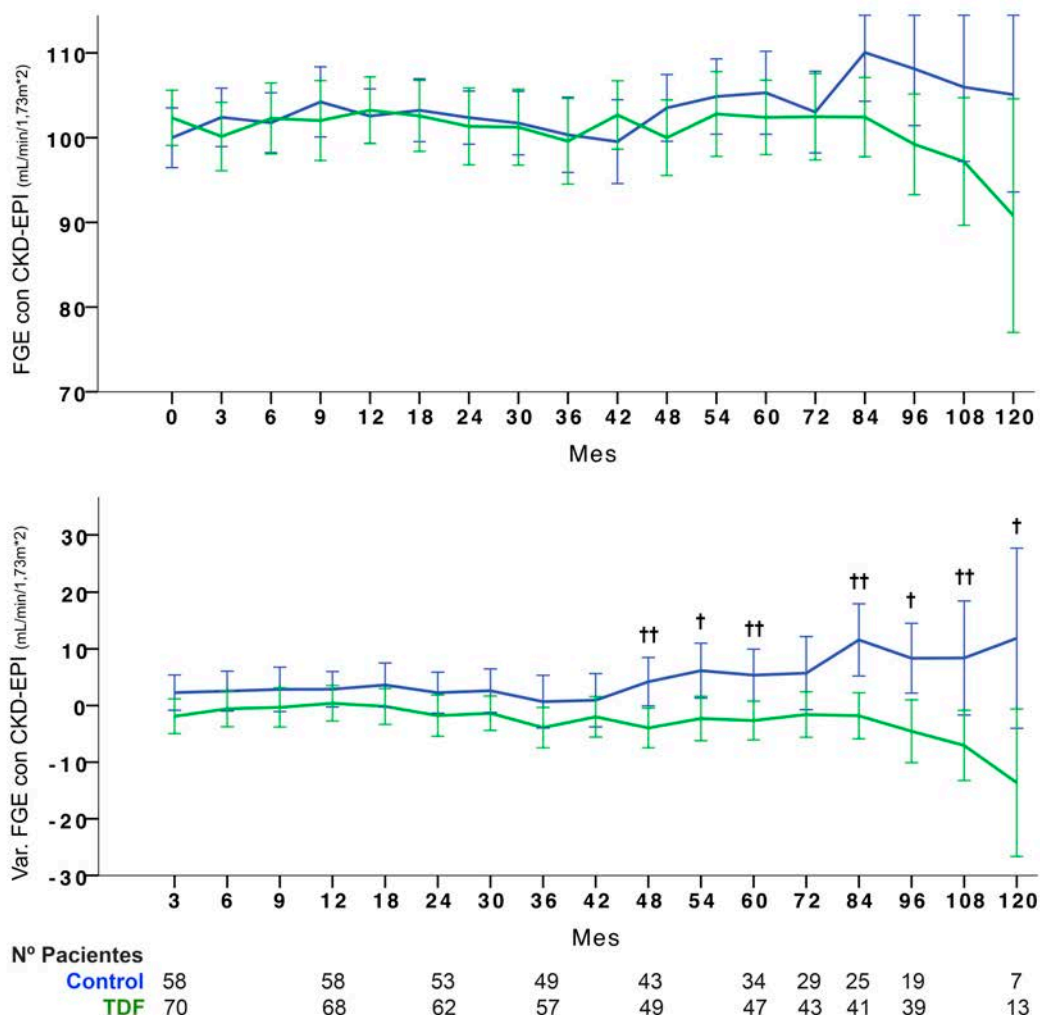 FGE con CKD-EPI (mL/min/1,73m*2)
110
100
90
80
70
0 3 6 9 12 18 24 30 36 42 48 54 60 72 84 96 108 120
Mes
Var. FGE con CKD-EPI (mL/min/1,73m*2)
30
20
10
0
-10
-20
-30
†† † †† †† † †† †
3 6 9 12 18 24 30 36 42 48 54 60 72 84 96 108 120
Mes
Nº Pacientes
Control 58 58 53 49 43 34 29 25 19 7
TDF 70 68 62 57 49 47 43 41 39 13